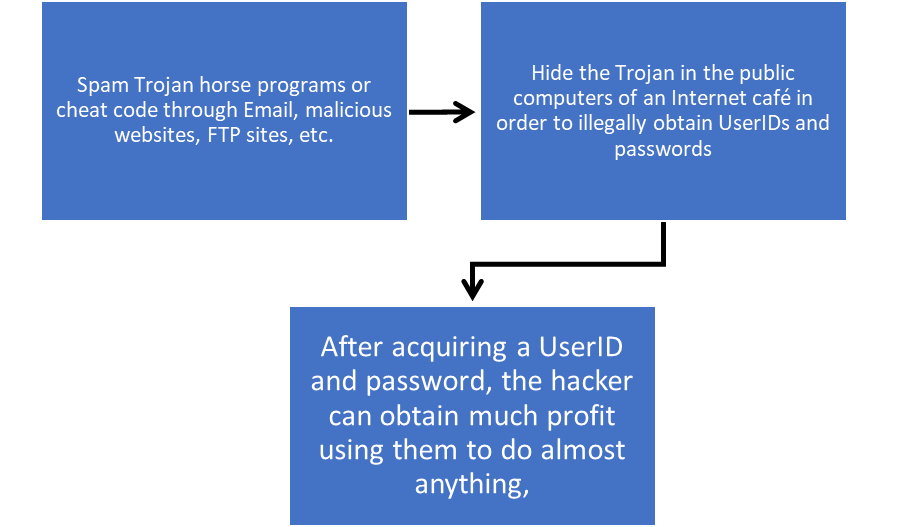 Spam Trojan horse programs or
cheat code through Email, malicious
websites, FTP sites, etc.
Hide the Trojan in the public
computers of an Internet café in
order to illegally obtain UserIDs and
passwords
After acquiring a UserID
and password, the hacker
can obtain much profit
using them to do almost
anything,